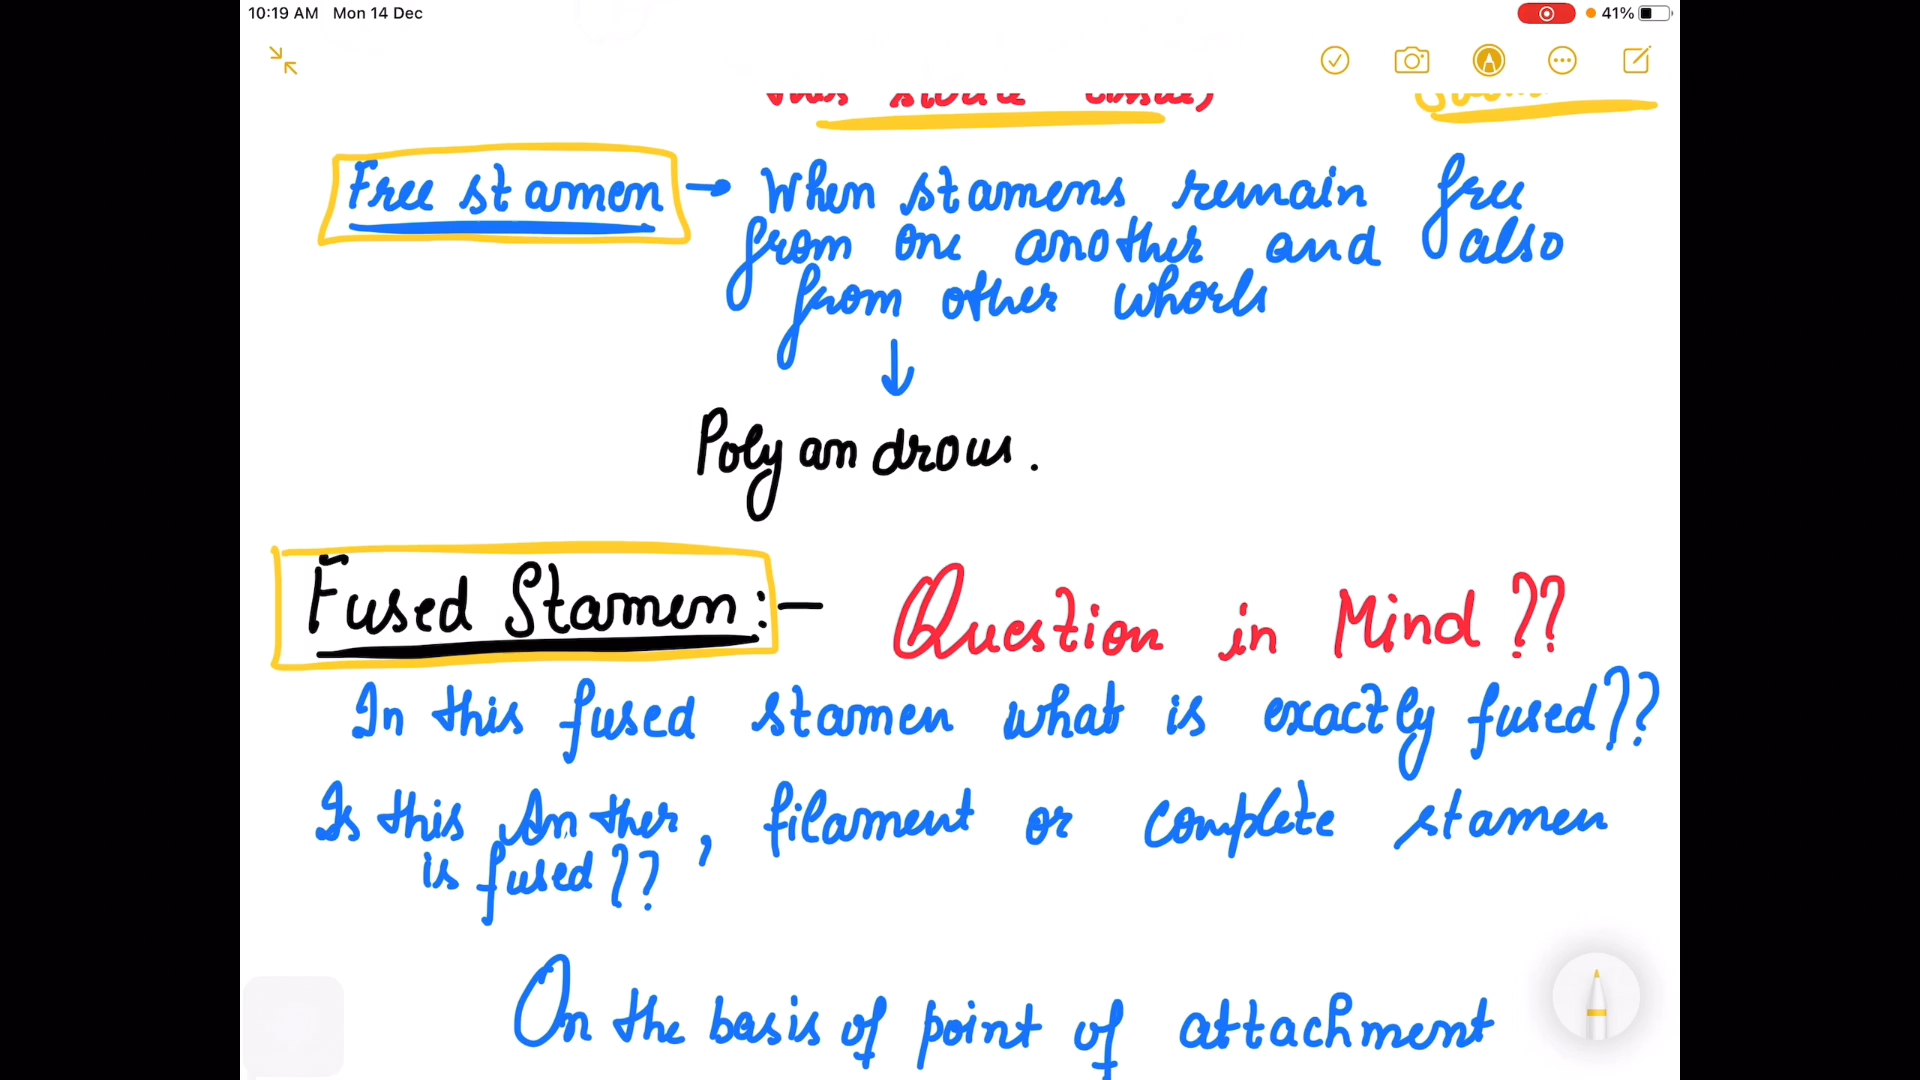 10:19 AM Mon 14 Dec
41%
Free stamen → When stamens remain free
from one another and also
from other whorls
↓
Polyandrous.
Fused Stamen:- Question in Mind ??
In this fused stamen what is exactly fused??
Is this Anther, filament or complete stamen
is fused??
On the basis of point of attachment